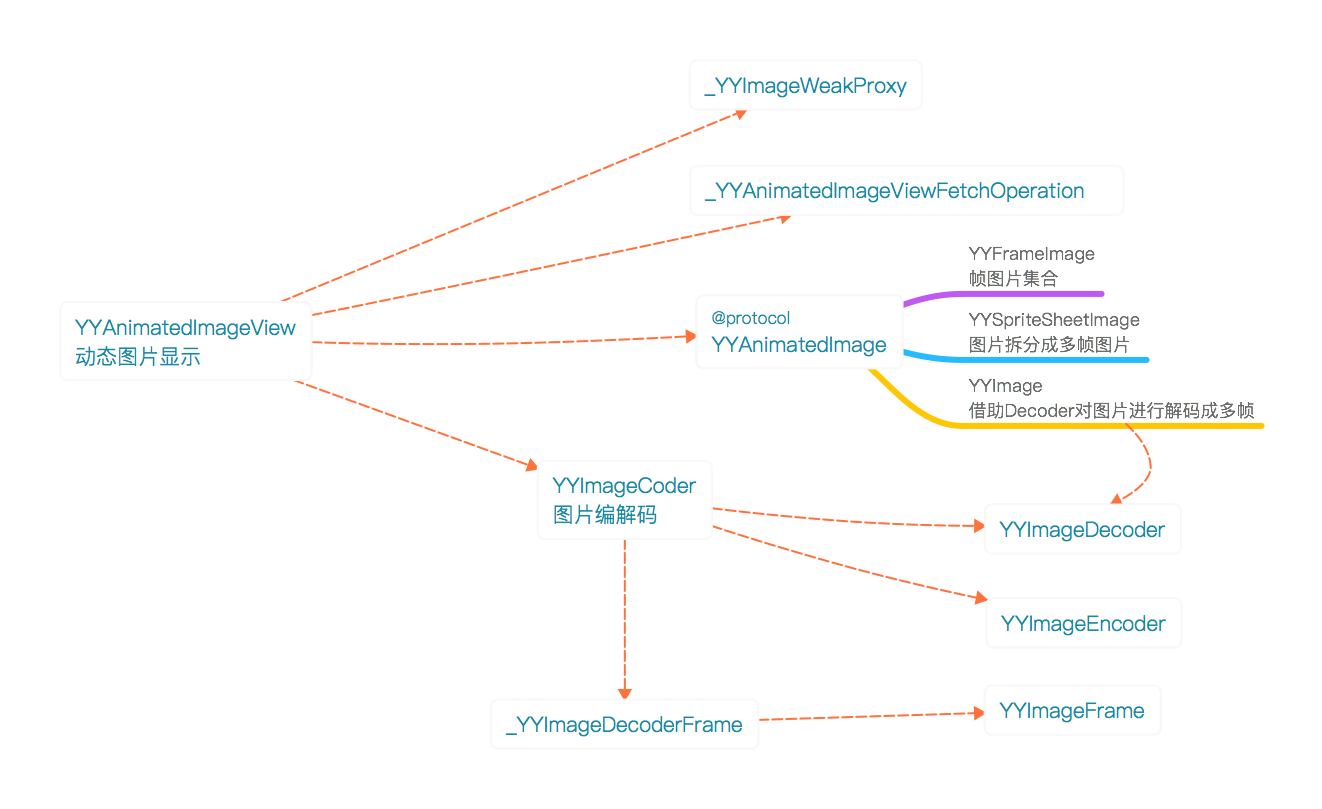 _YYImageWeakProxy
_YYAnimatedImageViewFetchOperation
YYFrameImage
帧图片集合
YYAnimatedImageView
动态图片显示
@protocol
YYAnimatedImage
YYSpriteSheetImage
图片拆分成多帧图片
YYImage
借助Decoder对图片进行解码成多帧
YYImageCoder
图片编解码
YYImageDecoder
YYImageEncoder
_YYImageDecoderFrame
YYImageFrame